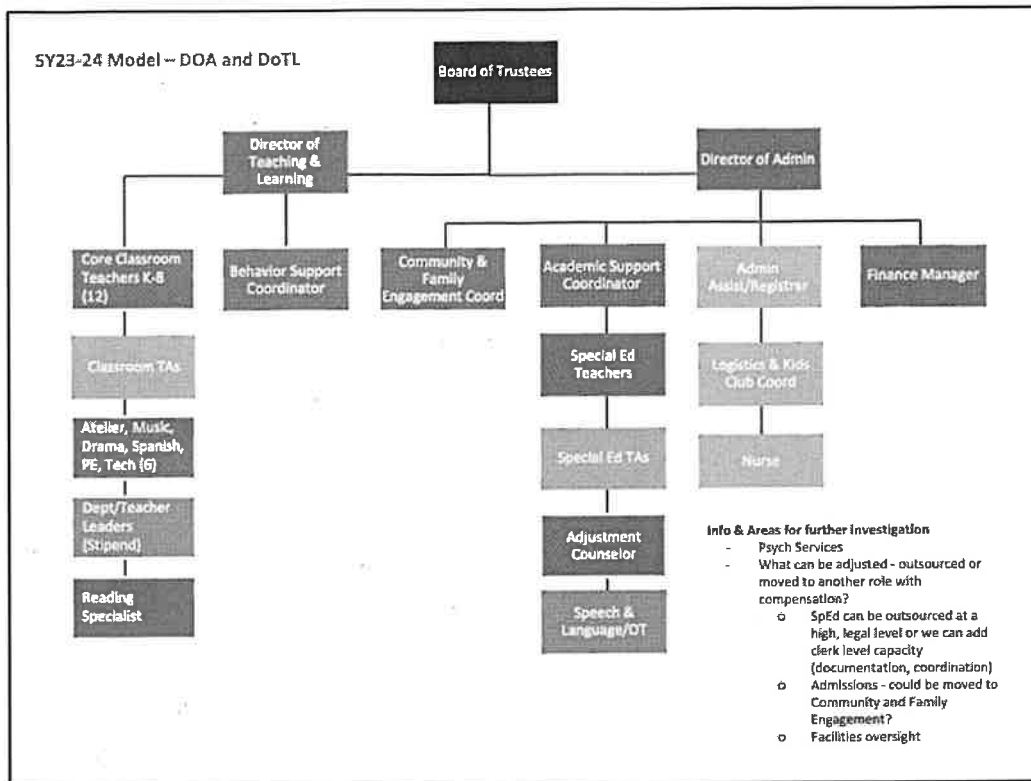 SY23-24 Model – DOA and DoTL
Board of Trustees
Director of
Teaching &
Learning
Director of Admin
Core Classroom
Teachers K-8
(12)
Behavior Support
Coordinator
Community &
Family
Engagement Coord
Academic Support
Coordinator
Admin
Assist/Registrar
Finance Manager
Classroom TAs
Special Ed
Teachers
Logistics & Kids
Club Coord
Atelier, Music,
Drama, Spanish,
PE, Tech (6)
Special Ed TAs
Nurse
Dept/Teacher
Leaders
(Stipend)
Adjustment
Counselor
Reading
Specialist
Speech &
Language/OT
Info & Areas for further investigation
- Psych Services
- What can be adjusted - outsourced or
moved to another role with
compensation?
o SpEd can be outsourced at a
high, legal level or we can add
clerk level capacity
(documentation, coordination)
o Admissions - could be moved to
Community and Family
Engagement?
o Facilities oversight